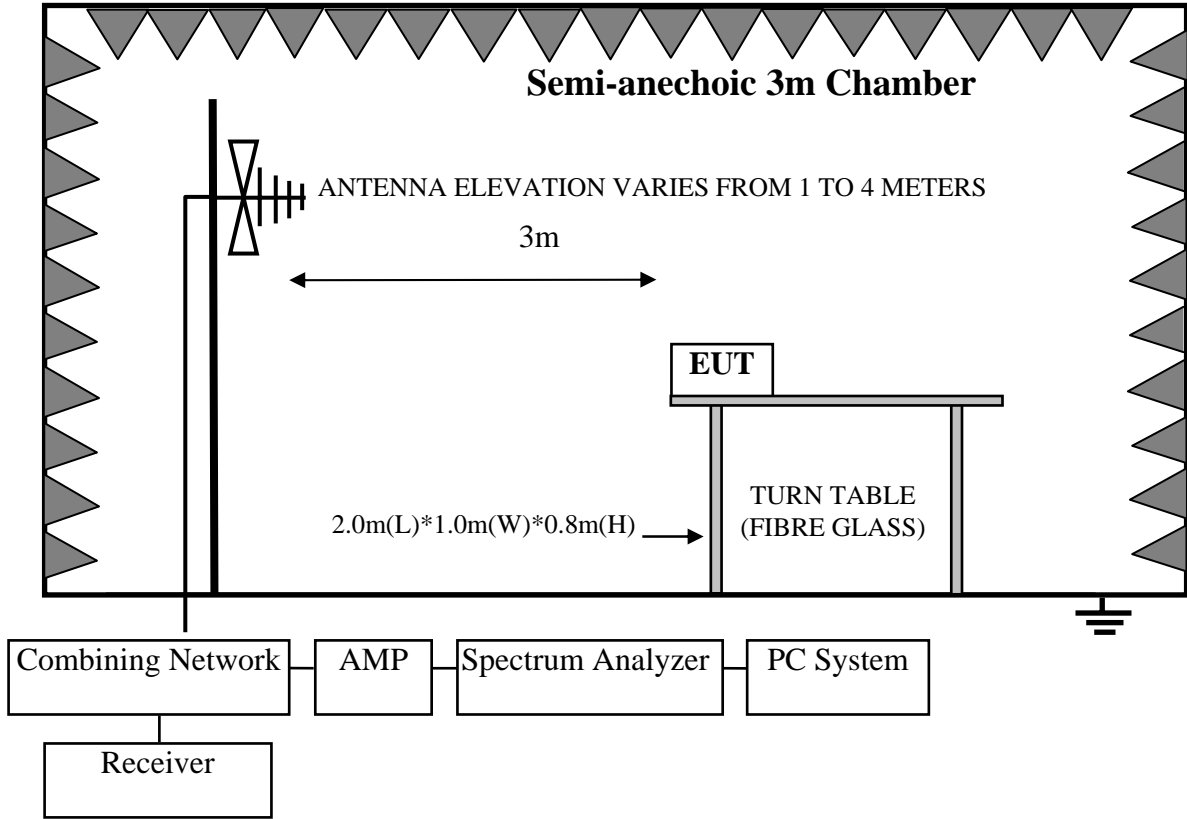 Semi-anechoic 3m Chamber
ANTENNA ELEVATION VARIES FROM 1 TO 4 METERS
3m
EUT
TURN TABLE
(FIBRE GLASS)
2.0m(L)*1.0m(W)*0.8m(H)
Combining Network
AMP
Spectrum Analyzer
PC System
Receiver